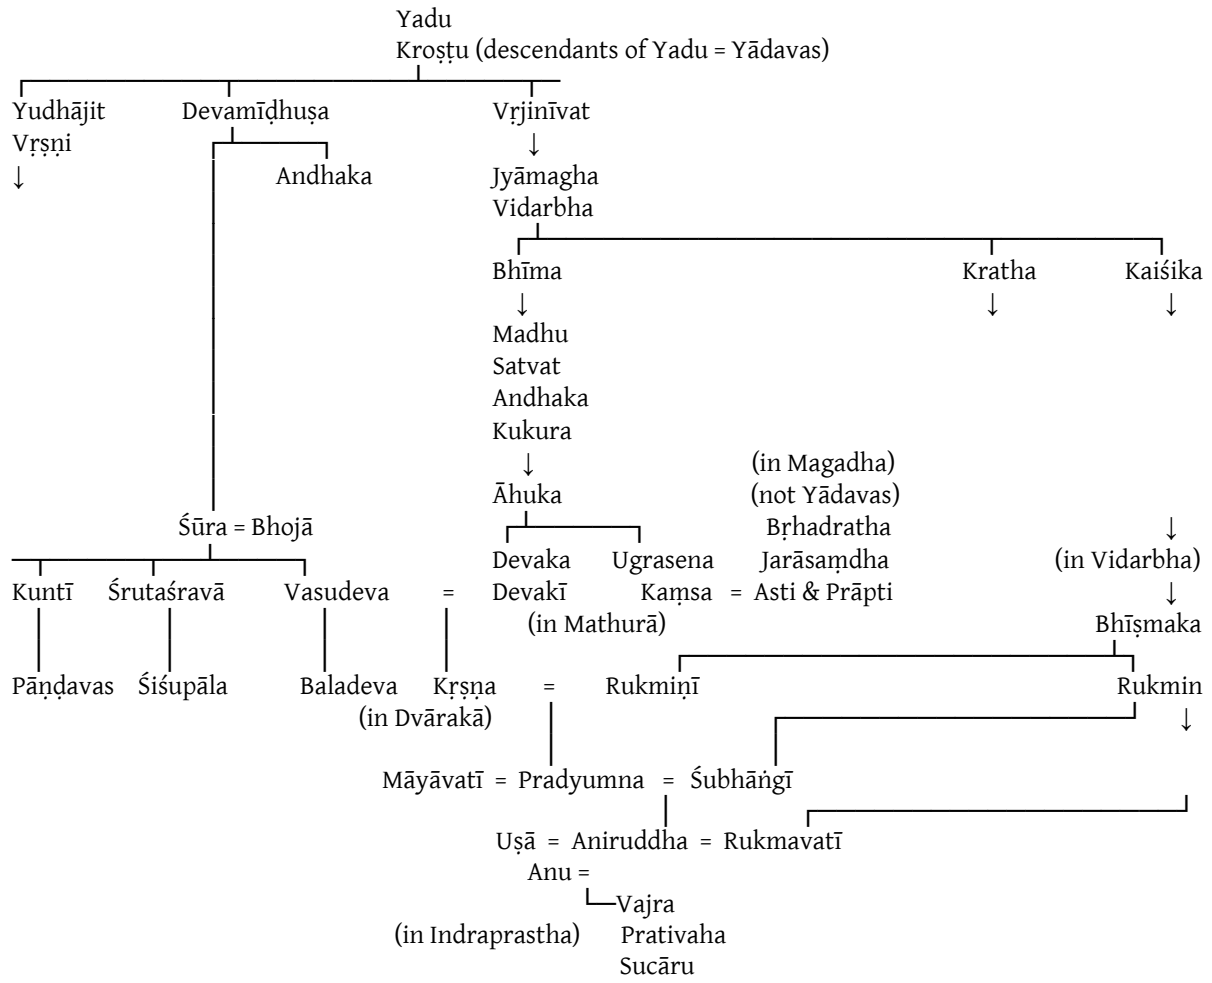 Yadu
Kroṣṭu (descendants of Yadu = Yādavas)
Yudhājit Devamīḍhuṣa Vṛjinīvat
Vṛṣṇi ↓
↓ Andhaka Jyāmagha
Vidarbha
Bhīma Kratha Kaiśika
↓ ↓ ↓
Madhu
Satvat
Andhaka
Kukura
↓ (in Magadha)
Āhuka (not Yādavas)
Śūra = Bhojā Bṛhadratha ↓
Devaka Ugrasena Jarāsaṃdha (in Vidarbha)
Kuntī Śrutaśravā Vasudeva = Devakī Kaṃsa = Asti & Prāpti ↓
(in Mathurā) Bhīṣmaka
Pāṇḍavas Śiśupāla Baladeva Kṛṣṇa = Rukmiṇī Rukmin
(in Dvārakā) ↓
Māyāvatī = Pradyumna = Śubhāṅgī
Uṣā = Aniruddha = Rukmavatī
Anu =
Vajra
(in Indraprastha) Prativaha
Sucāru